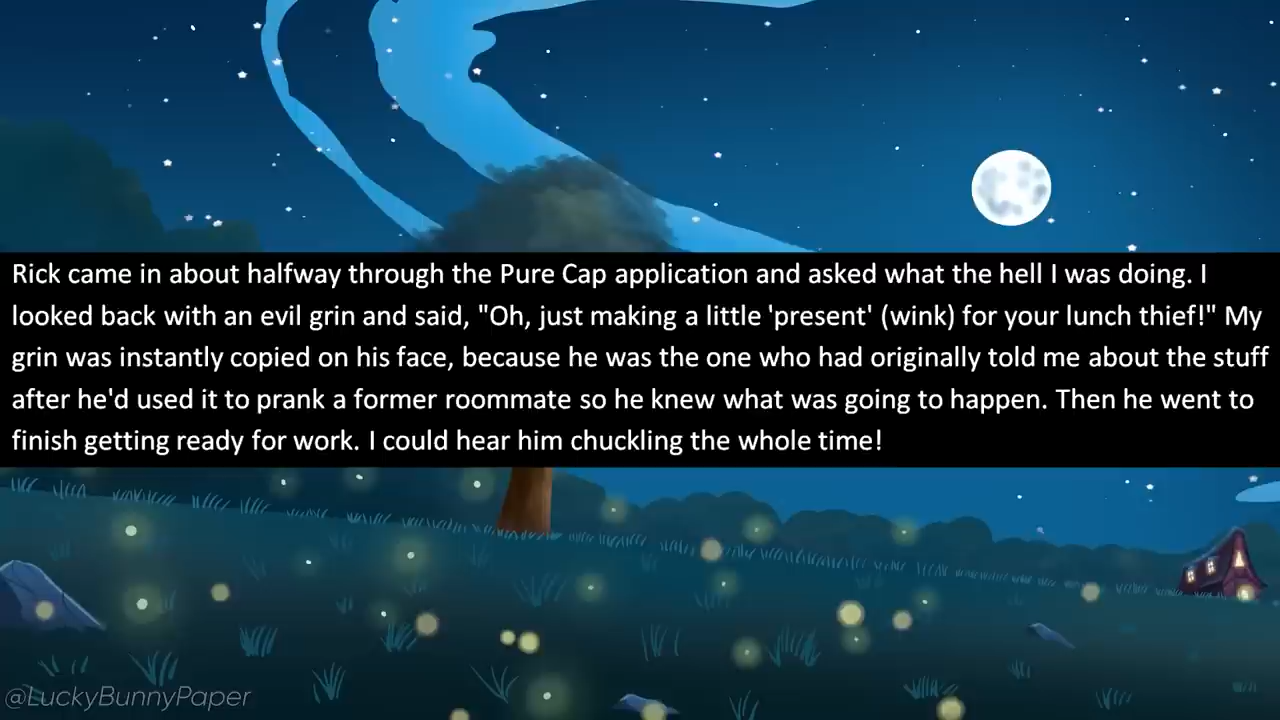 Rick came in about halfway through the Pure Cap application and asked what the hell I was doing. I
looked back with an evil grin and said, "Oh, just making a little 'present' (wink) for your lunch thief!" My
grin was instantly copied on his face, because he was the one who had originally told me about the stuff
after he'd used it to prank a former roommate so he knew what was going to happen. Then he went to
finish getting ready for work. I could hear him chuckling the whole time!
@LuckyBunnyPaper